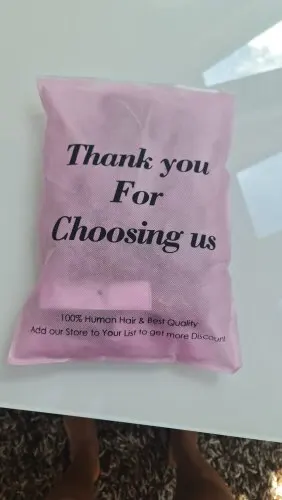 Thank you
For
Choosing us
100% Human Hair & Best Quality
Add our Store to Your List to get more Discount